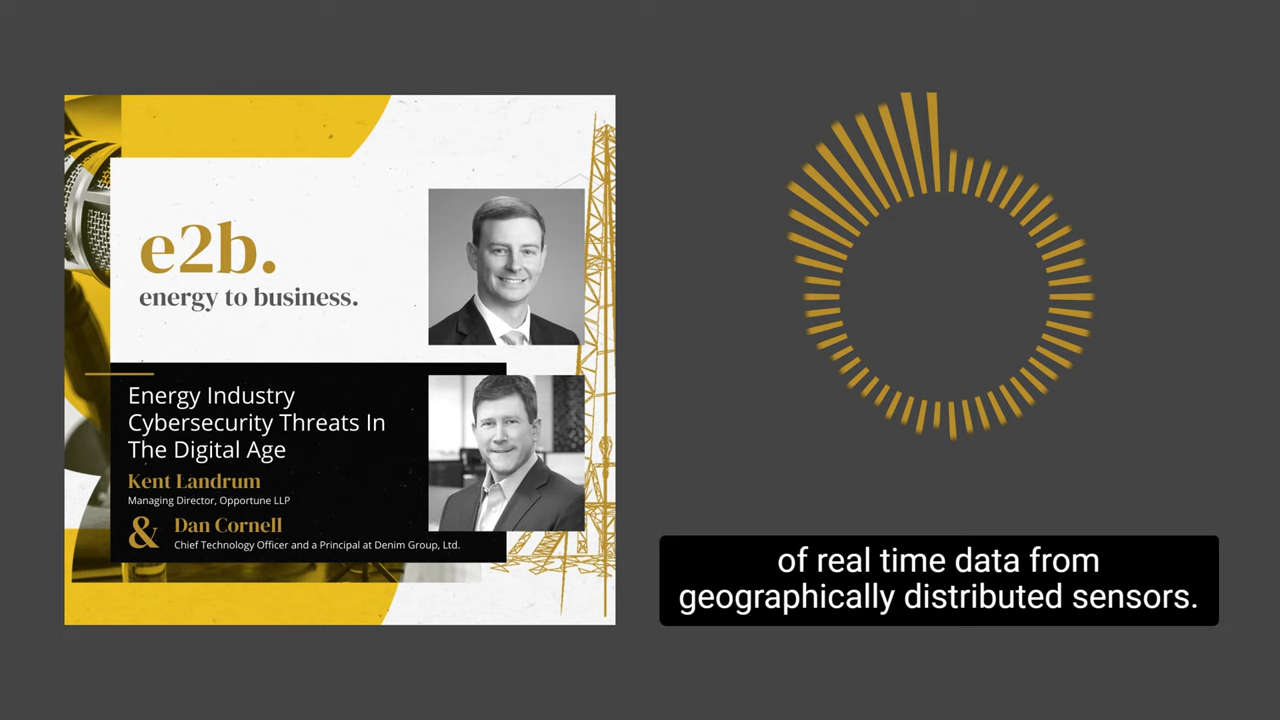 e2b.
energy to business.
Energy Industry
Cybersecurity Threats In
The Digital Age
Kent Landrum
Managing Director, Opportune LLP
& Dan Cornell
Chief Technology Officer and a Principal at Denim Group, Ltd.
of real time data from
geographically distributed sensors.